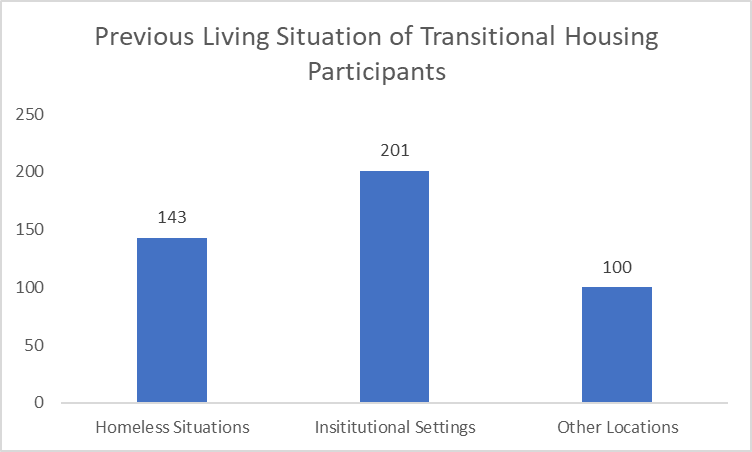 Previous Living Situation of Transitional Housing
Participants
250
200
150
100
50
0
143
201
100
Homeless Situations
Insititutional Settings
Other Locations